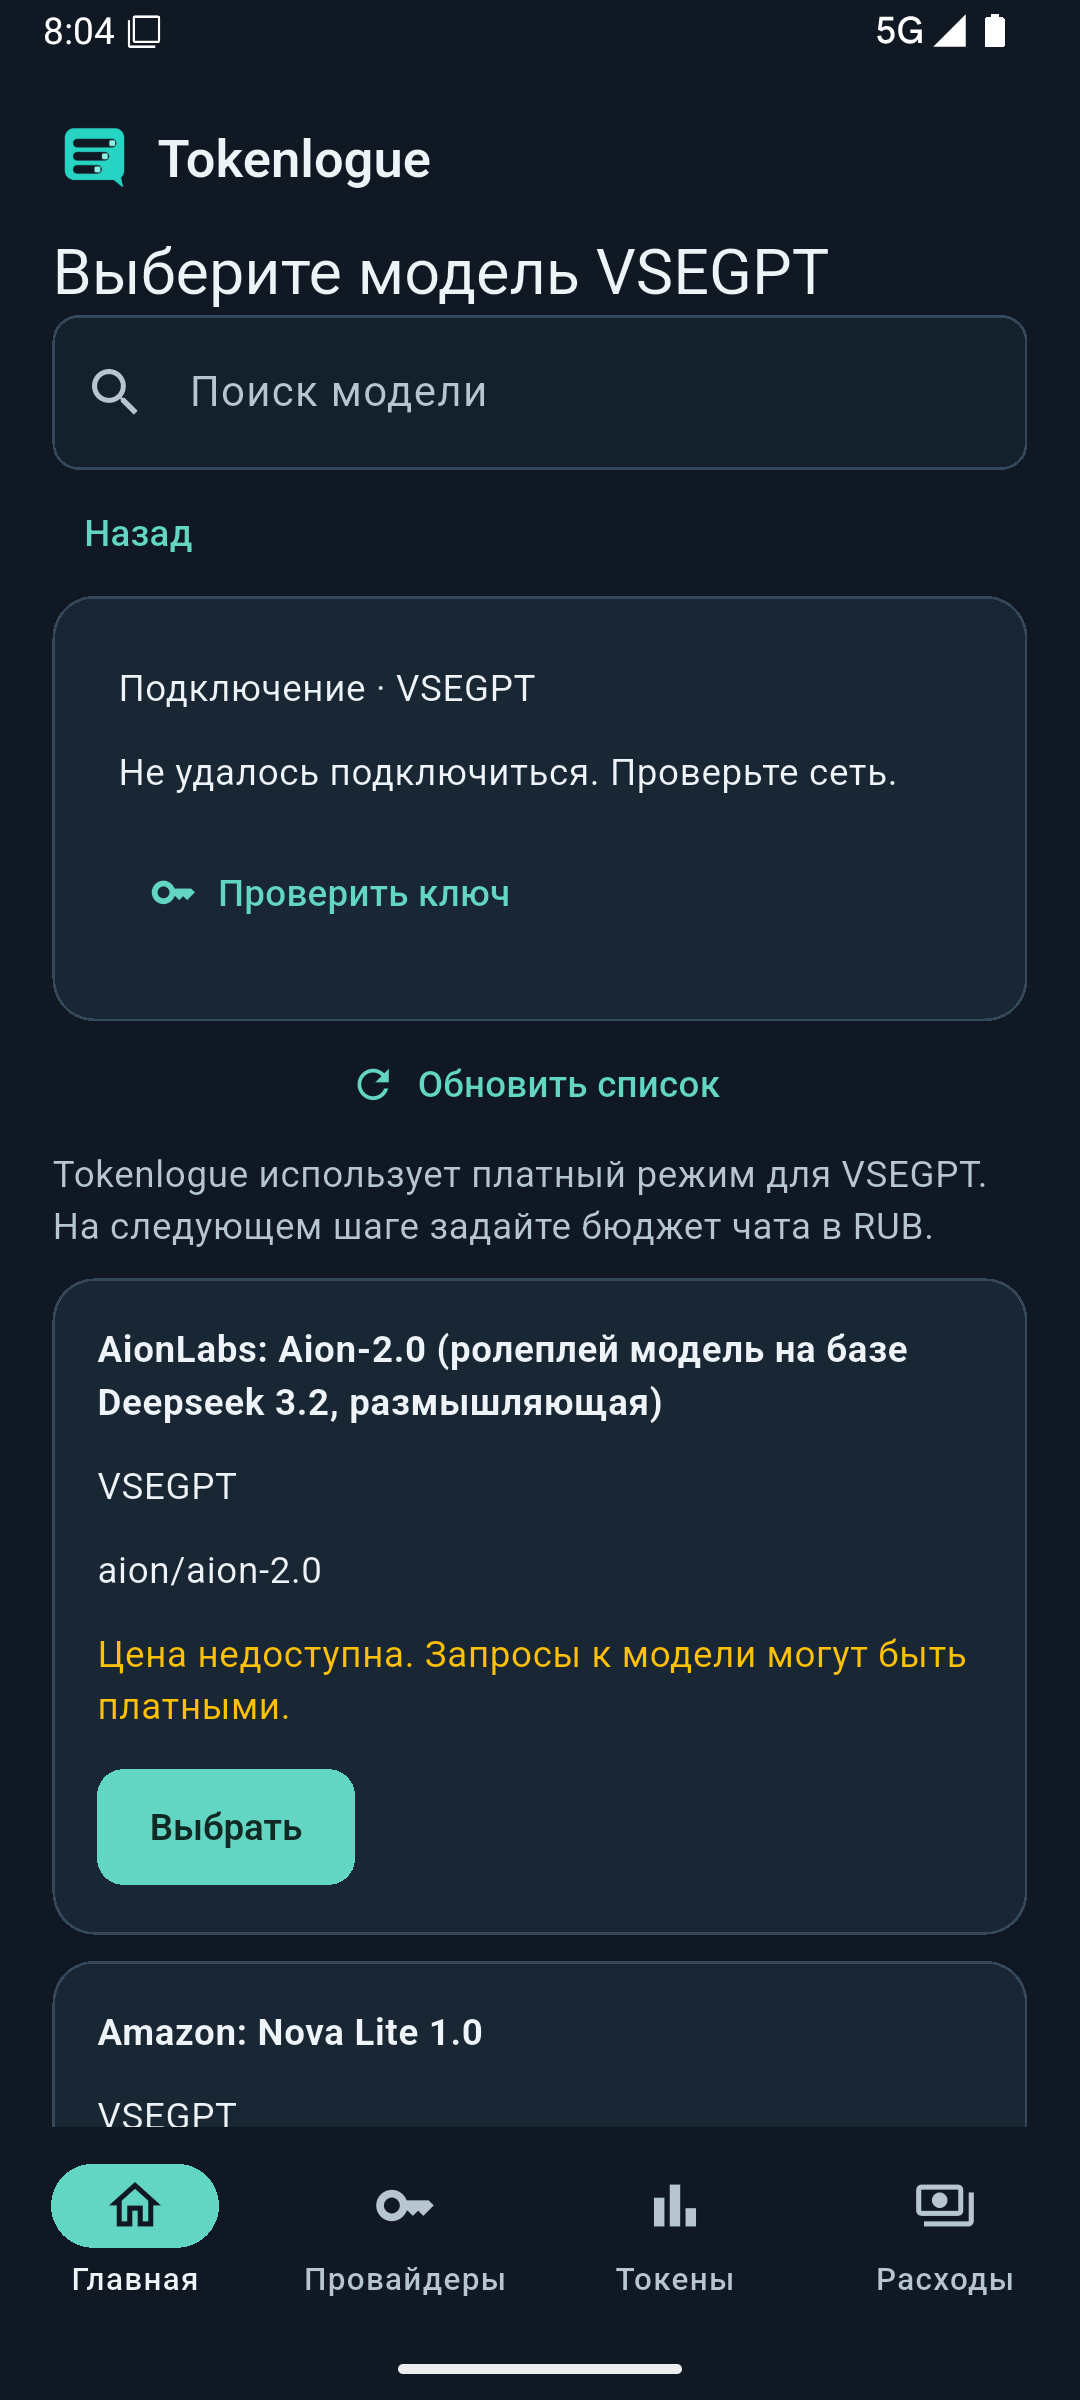 8:04
5G
Tokenlogue
Выберите модель VSEGPT
Поиск модели
Назад
Подключение · VSEGPT
Не удалось подключиться. Проверьте сеть.
Проверить ключ
Обновить список
Tokenlogue использует платный режим для VSEGPT.
На следующем шаге задайте бюджет чата в RUB.
AionLabs: Aion-2.0 (ролеплей модель на базе
Deepseek 3.2, размышляющая)
VSEGPT
aion/aion-2.0
Цена недоступна. Запросы к модели могут быть
платными.
Выбрать
Amazon: Nova Lite 1.0
VSEGPT
Главная
Провайдеры
Токены
Расходы